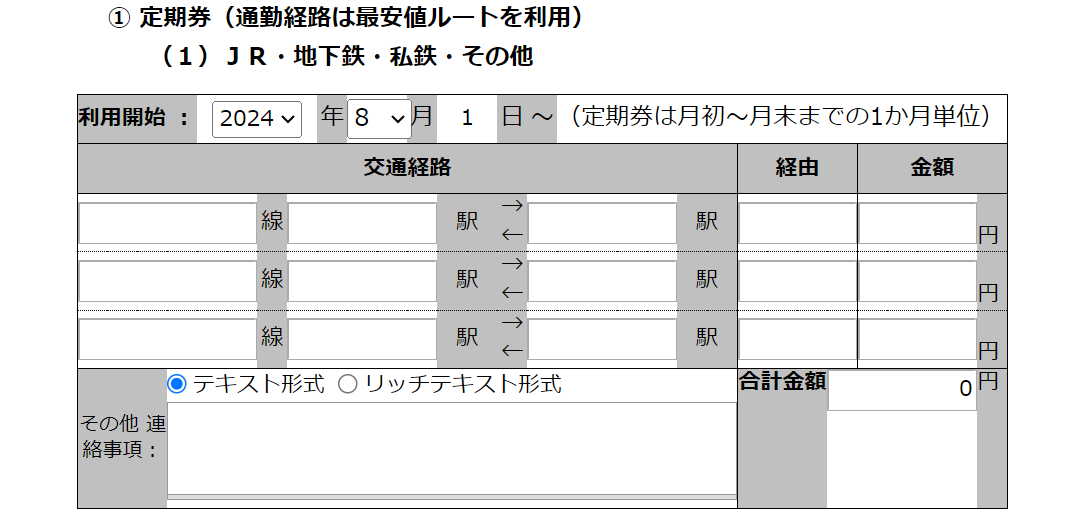 ① 定期券（通勤経路は最安値ルートを利用）
（１）ＪＲ・地下鉄・私鉄・その他
利用開始 ： 2024 年 8 月 1 日 ～ （定期券は月初～月末までの1か月単位）
交通経路 経由 金額
線 駅 → ← 駅 円
線 駅 → ← 駅 円
線 駅 → ← 駅 円
テキスト形式 リッチテキスト形式 合計金額 0 円
その他 連
絡事項：